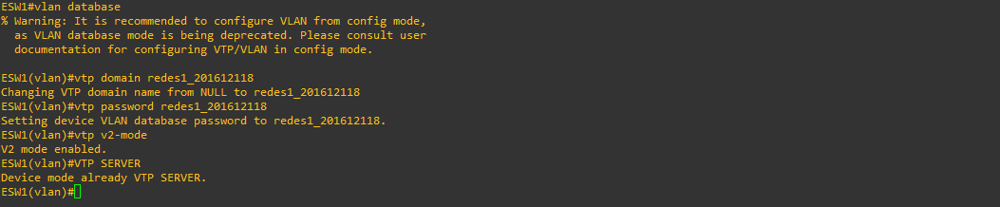 ESW1#vlan database
% Warning: It is recommended to configure VLAN from config mode,
  as VLAN database mode is being deprecated. Please consult user
  documentation for configuring VTP/VLAN in config mode.

ESW1(vlan)#vtp domain redes1_201612118
Changing VTP domain name from NULL to redes1_201612118
ESW1(vlan)#vtp password redes1_201612118
Setting device VLAN database password to redes1_201612118.
ESW1(vlan)#vtp v2-mode
V2 mode enabled.
ESW1(vlan)#VTP SERVER
Device mode already VTP SERVER.
ESW1(vlan)#